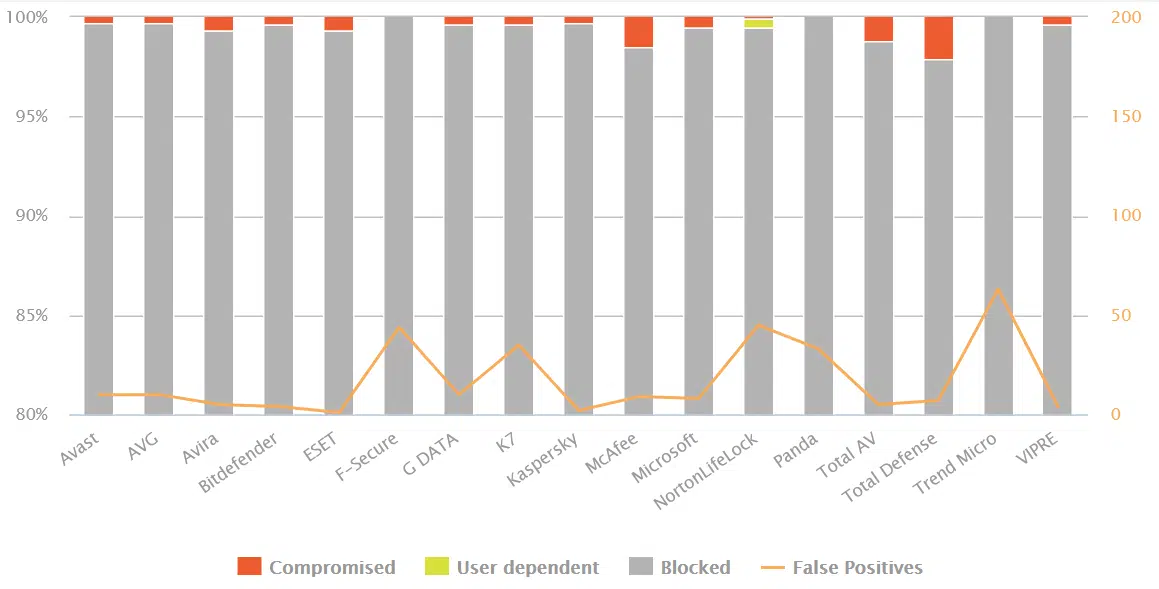 100%
95%
90%
85%
80%
200
150
100
50
0
Avast
AVG
Avira
Bitdefender
ESET
F-Secure
G DATA
K7
Kaspersky
McAfee
Microsoft
NortonLifeLock
Panda
Total AV
Total Defense
Trend Micro
VIPRE
Compromised
User dependent
Blocked
False Positives